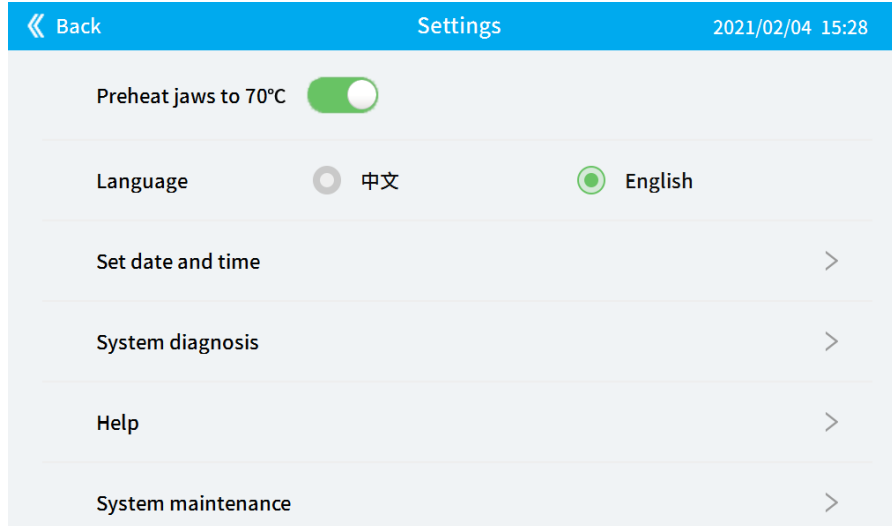 Back Settings 2021/02/04 15:28
Preheat jaws to 70℃
Language 中文 English
Set date and time
System diagnosis
Help
System maintenance